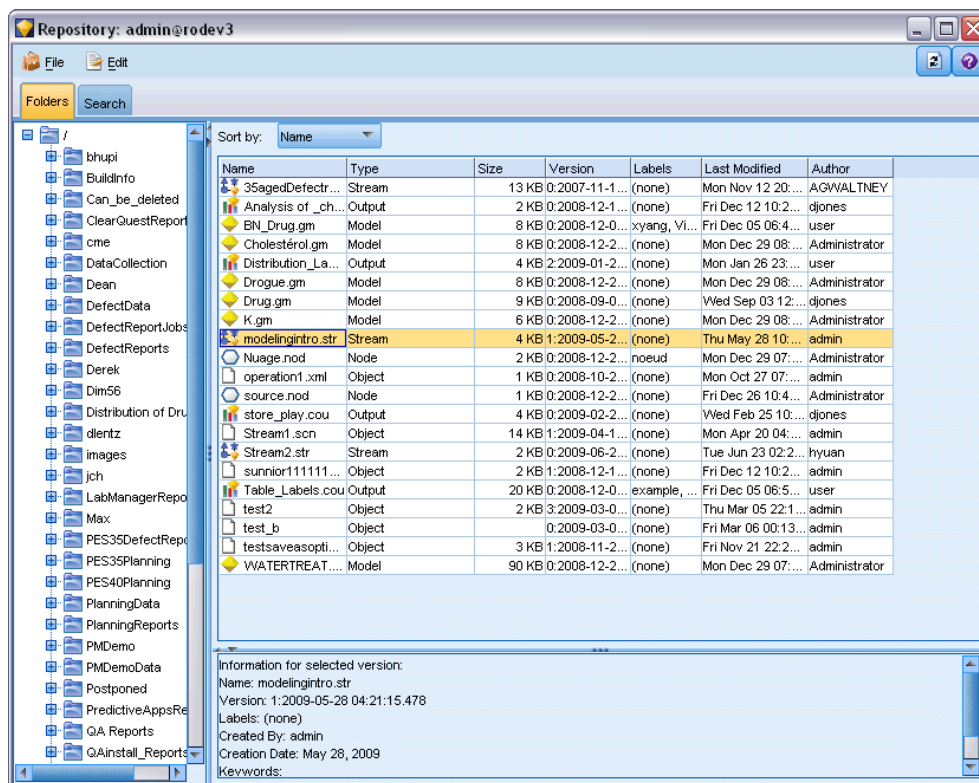 Repository: admin@rodev3
File Edit
Folders Search
/
bhupi
BuildInfo
Can_be_deleted
ClearQuestReport
cme
DataCollection
Dean
DefectData
DefectReportJobs
DefectReports
Derek
Dim56
Distribution of Dru
dlentz
images
jch
LabManagerRepo
Max
PES35DefectRepo
PES35Planning
PES40Planning
PlanningData
PlanningReports
PMDemo
PMDemoData
Postponed
PredictiveAppsRe
QA Reports
QAinstall_Reports
Sort by: Name
Name Type Size Version Labels Last Modified Author
35agedDefectr... Stream 13 KB 0:2007-11-1... (none) Mon Nov 12 20:... AGWALTNEY
Analysis of _ch... Output 2 KB 0:2008-12-1... (none) Fri Dec 12 10:2... djones
BN_Drug.gm Model 8 KB 0:2008-12-0... xyang, Vi... Fri Dec 05 06:4... user
Cholestérol.gm Model 8 KB 0:2008-12-2... (none) Mon Dec 29 08:... Administrator
Distribution_La... Output 4 KB 2:2009-01-2... (none) Mon Jan 26 23:... user
Drogue.gm Model 8 KB 0:2008-12-2... (none) Mon Dec 29 08:... Administrator
Drug.gm Model 9 KB 0:2008-09-0... (none) Wed Sep 03 12:... djones
K.gm Model 6 KB 0:2008-12-2... (none) Mon Dec 29 08:... Administrator
modelingintro.str Stream 4 KB 1:2009-05-2... (none) Thu May 28 10:... admin
Nuage.nod Node 2 KB 0:2008-12-2... noeud Mon Dec 29 07:... Administrator
operation1.xml Object 1 KB 0:2008-10-2... (none) Mon Oct 27 07:... admin
source.nod Node 1 KB 0:2008-12-2... (none) Fri Dec 26 10:4... Administrator
store_play.cou Output 4 KB 0:2009-02-2... (none) Wed Feb 25 10:... djones
Stream1.scn Object 14 KB 1:2009-04-1... (none) Mon Apr 20 04:... admin
Stream2.str Stream 2 KB 0:2009-06-2... (none) Tue Jun 23 02:2... hyuan
sunnior111111... Object 2 KB 1:2008-12-1... (none) Fri Dec 12 10:2... admin
Table_Labels.cou Output 20 KB 0:2008-12-0... example, ... Fri Dec 05 06:5... user
test2 Object 2 KB 3:2009-03-0... (none) Thu Mar 05 22:1... admin
test_b Object 0:2009-03-0... (none) Fri Mar 06 00:13... admin
testsaveasopti... Object 3 KB 1:2008-11-2... (none) Fri Nov 21 22:2... admin
WATERTREAT.... Model 90 KB 0:2008-12-2... (none) Mon Dec 29 07:... Administrator
Information for selected version:
Name: modelingintro.str
Version: 1:2009-05-28 04:21:15.478
Labels: (none)
Created By: admin
Creation Date: May 28, 2009
Keywords: